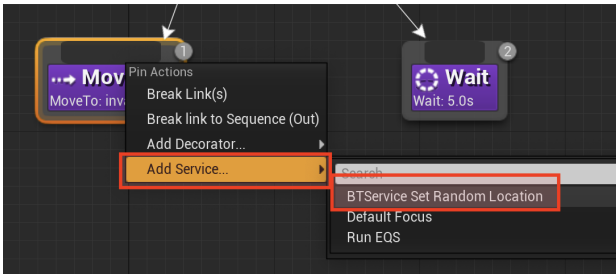 1
2
Mov
MoveTo: inva
Pin Actions
Break Link(s)
Break link to Sequence (Out)
Add Decorator...
Add Service...
Wait
Wait: 5.0s
Search
BTService Set Random Location
Default Focus
Run EQS